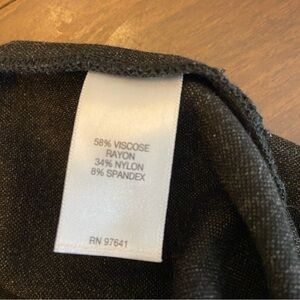 58% VISCOSE
RAYON
34% NYLON
8% SPANDEX
RN 97641